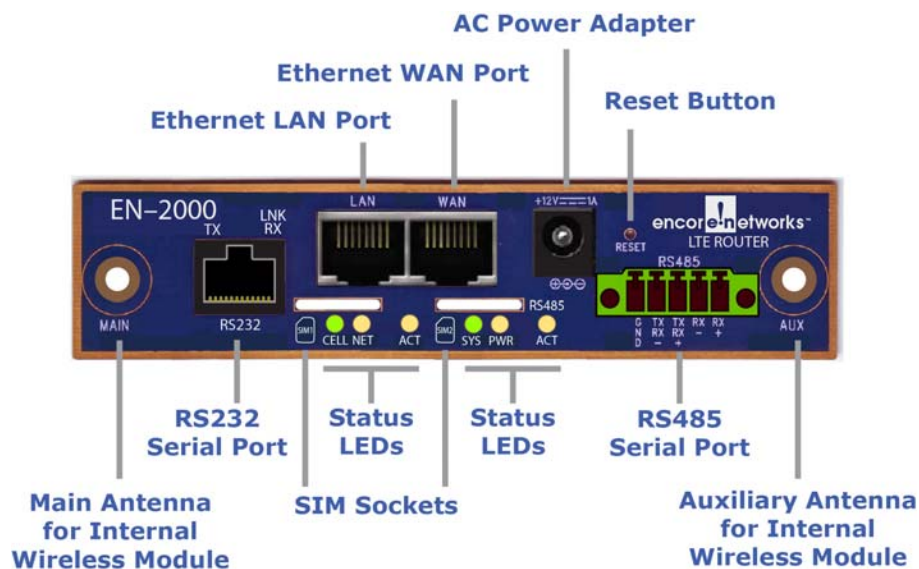 AC Power Adapter
Ethernet WAN Port
Reset Button
Ethernet LAN Port
EN-2000
TX
LNK
RX
LAN
WAN
+12V
1A
RESET
encore!networks™
LTE ROUTER
RS485
MAIN
RS232
SIM1
CELL
NET
ACT
SIM2
RS485
SYS
PWR
ACT
GND
TX
RX
-
TX
RX
+
RX
-
RX
+
AUX
RS232
Serial Port
Status
LEDs
Status
LEDs
RS485
Serial Port
Main Antenna
for Internal
Wireless Module
SIM Sockets
Auxiliary Antenna
for Internal
Wireless Module